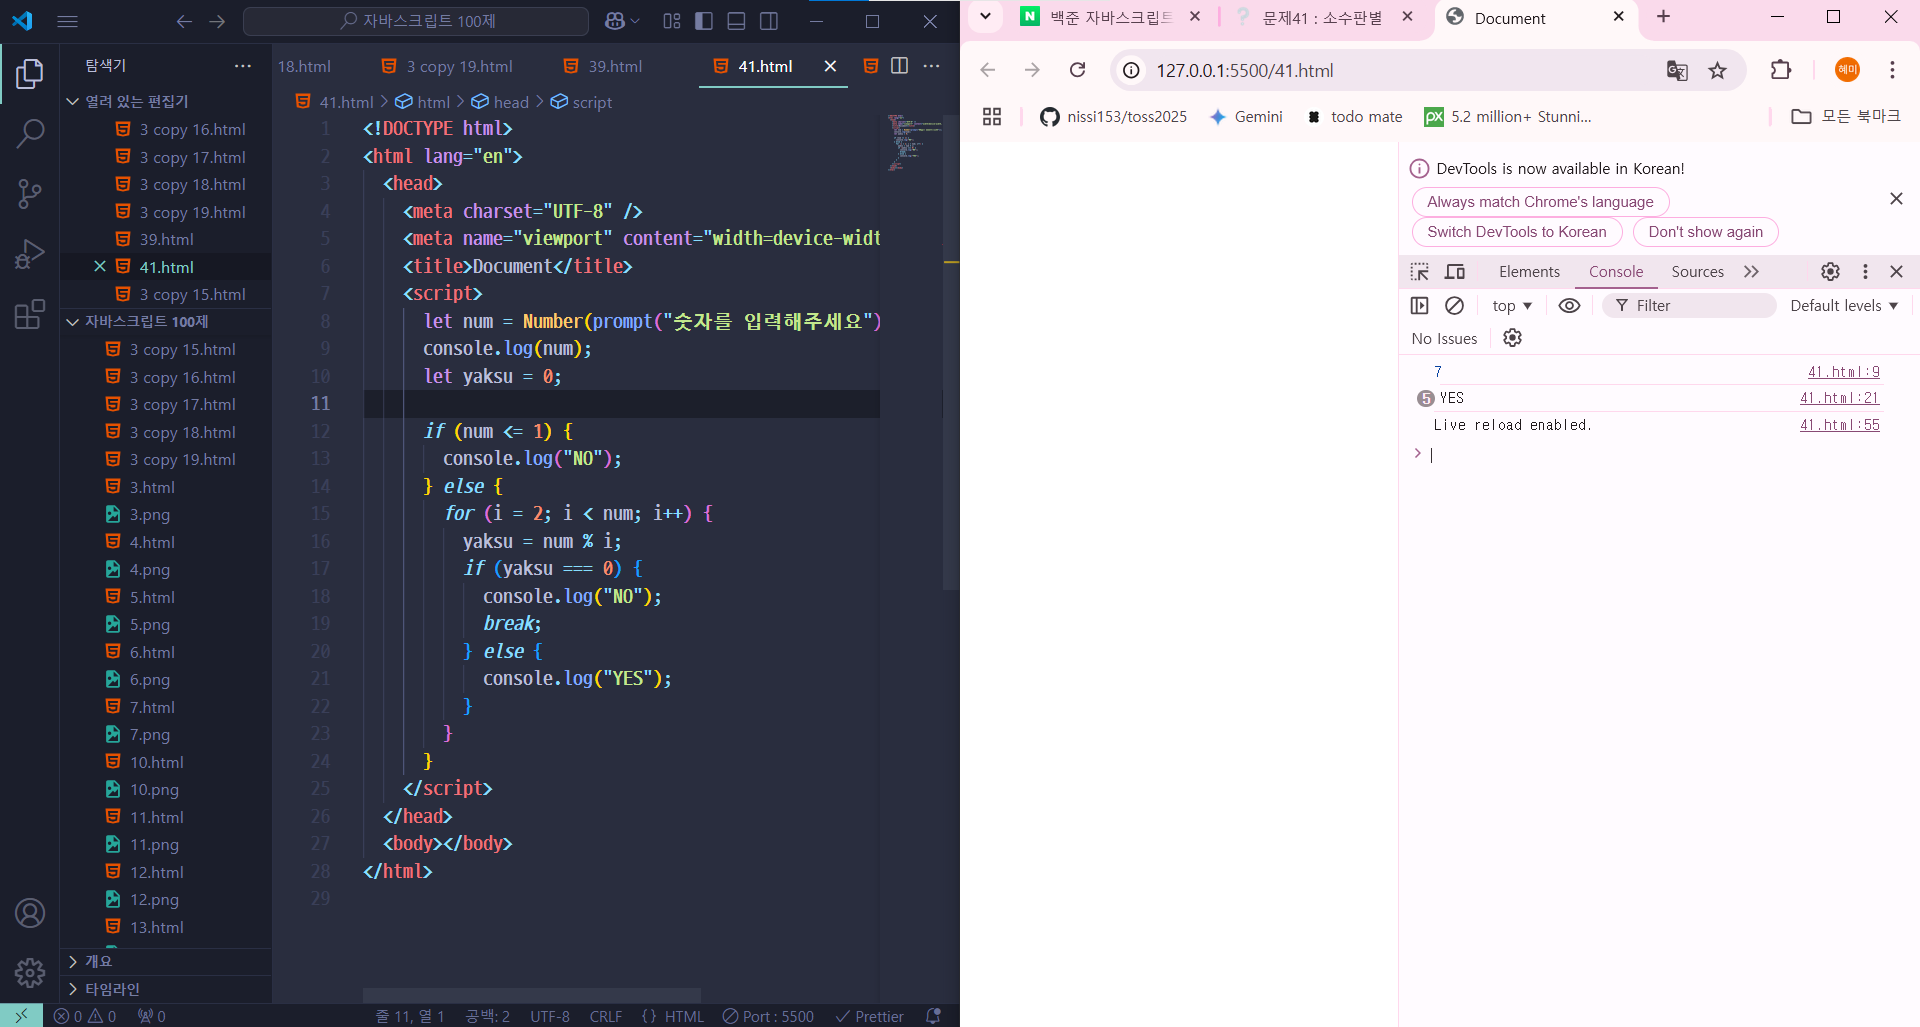 자바스크립트 100제
탐색기
18.html
3 copy 19.html
39.html
41.html
열려 있는 편집기
3 copy 16.html
3 copy 17.html
3 copy 18.html
3 copy 19.html
39.html
41.html
3 copy 15.html
자바스크립트 100제
3 copy 15.html
3 copy 16.html
3 copy 17.html
3 copy 18.html
3 copy 19.html
3.html
3.png
4.html
4.png
5.html
5.png
6.html
6.png
7.html
7.png
10.html
10.png
11.html
11.png
12.html
12.png
13.html
개요
타임라인
41.html > html > head > script
1 <!DOCTYPE html>
2 <html lang="en">
3 <head>
4 <meta charset="UTF-8" />
5 <meta name="viewport" content="width=device-widt
6 <title>Document</title>
7 <script>
8 let num = Number(prompt("숫자를 입력해주세요")
9 console.log(num);
10 let yaksu = 0;
11
12 if (num <= 1) {
13 console.log("NO");
14 } else {
15 for (i = 2; i < num; i++) {
16 yaksu = num % i;
17 if (yaksu === 0) {
18 console.log("NO");
19 break;
20 } else {
21 console.log("YES");
22 }
23 }
24 }
25 </script>
26 </head>
27 <body></body>
28 </html>
29
0 0 0 줄 11, 열 1 공백: 2 UTF-8 CRLF {} HTML Port : 5500 Prettier
백준 자바스크립트
문제41 : 소수판별
Document
127.0.0.1:5500/41.html
혜미
nissi153/toss2025 Gemini todo mate px 5.2 million+ Stunni... 모든 북마크
DevTools is now available in Korean!
Always match Chrome's language
Switch DevTools to Korean
Don't show again
Elements Console Sources
top Filter Default levels
No Issues
7 41.html:9
5 YES 41.html:21
Live reload enabled. 41.html:55